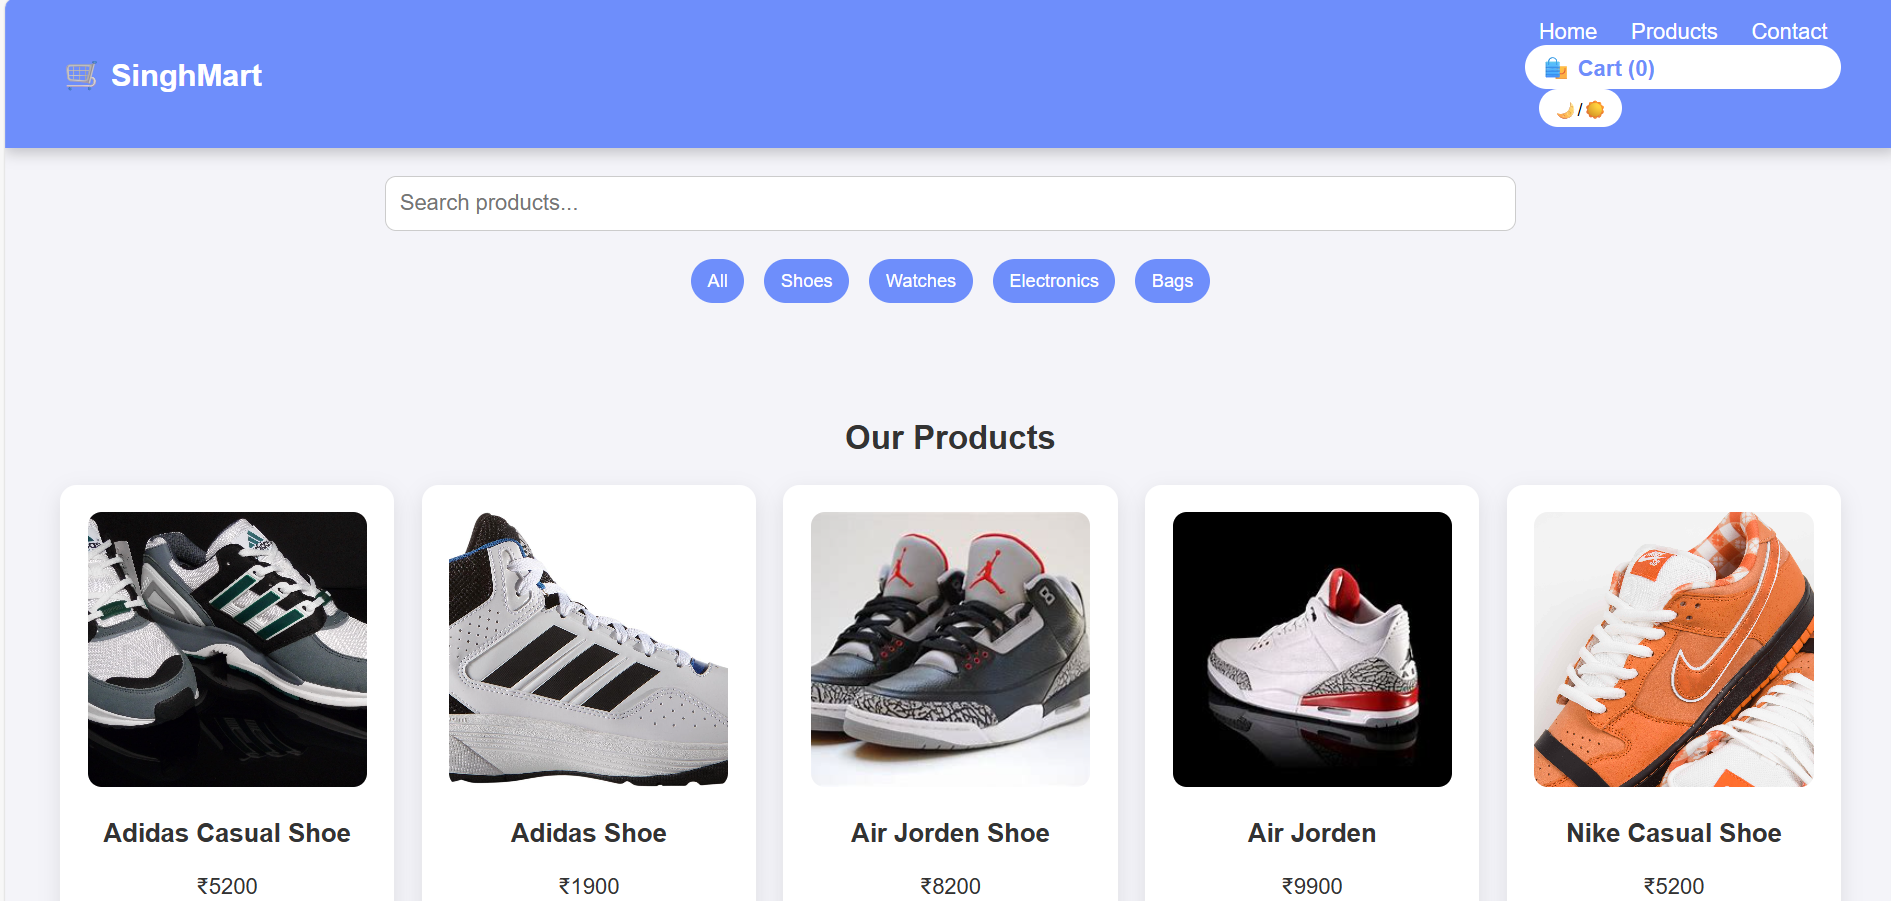 🛒 SinghMart
Home Products Contact
🛍️ Cart (0)
🌙/🌞
Search products...
All Shoes Watches Electronics Bags
Our Products
Adidas Casual Shoe
₹5200
Adidas Shoe
₹1900
Air Jorden Shoe
₹8200
Air Jorden
₹9900
Nike Casual Shoe
₹5200